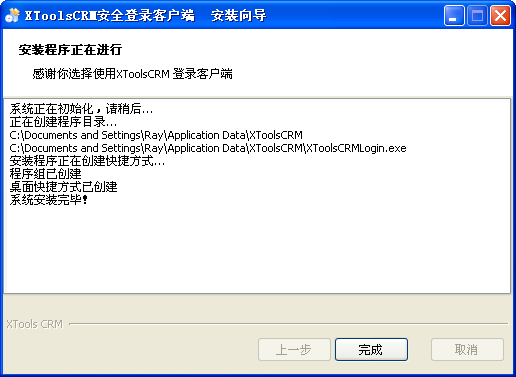 XToolsCRM安全登录客户端 安装向导
安装程序正在进行
感谢你选择使用XToolsCRM 登录客户端
系统正在初始化，请稍后...
正在创建程序目录...
C:\Documents and Settings\Ray\Application Data\XToolsCRM
C:\Documents and Settings\Ray\Application Data\XToolsCRM\XToolsCRMLogin.exe
安装程序正在创建快捷方式...
程序组已创建
桌面快捷方式已创建
系统安装完毕！
XTools CRM
上一步 完成 取消